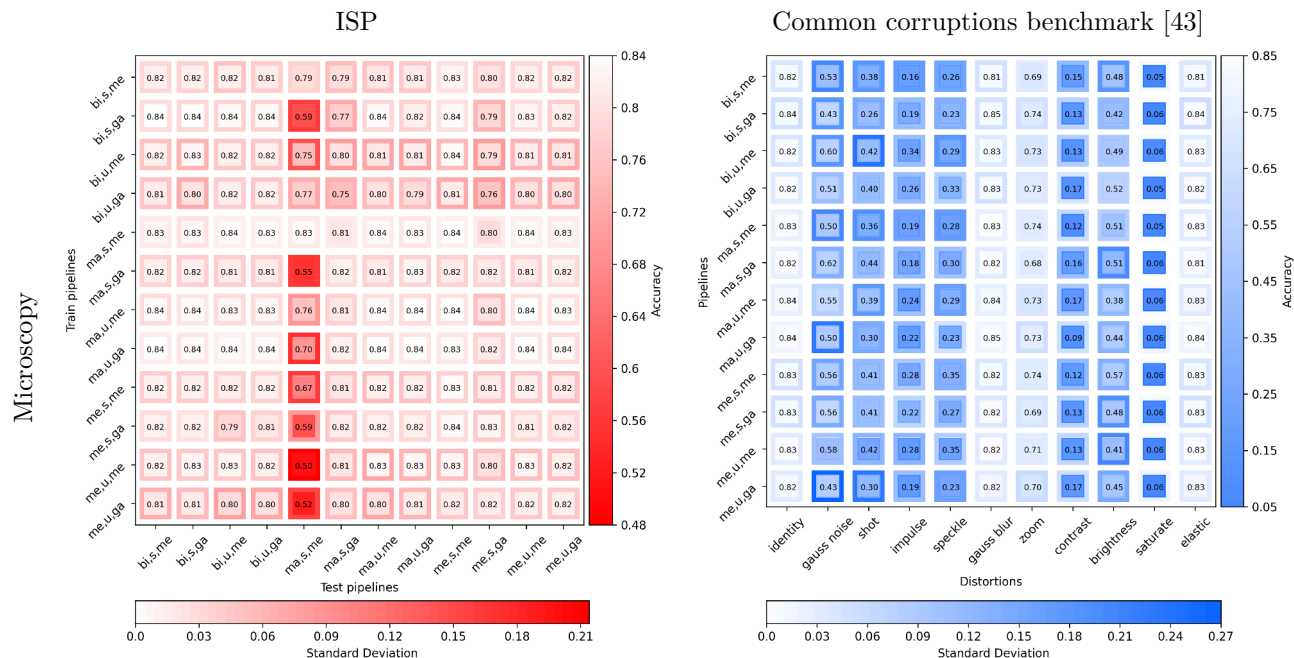 ISP
Common corruptions benchmark [43]
Microscopy
Train pipelines
bi,s,me 0.82 0.82 0.82 0.81 0.79 0.79 0.81 0.81 0.83 0.80 0.82 0.82
bi,s,ga 0.84 0.84 0.84 0.84 0.59 0.77 0.84 0.84 0.84 0.79 0.83 0.84
bi,u,me 0.82 0.83 0.82 0.82 0.75 0.80 0.81 0.81 0.84 0.79 0.81 0.81
bi,u,ga 0.81 0.80 0.82 0.82 0.77 0.75 0.80 0.79 0.81 0.76 0.80 0.80
ma,s,me 0.83 0.83 0.84 0.83 0.83 0.81 0.83 0.83 0.84 0.80 0.84 0.83
ma,s,ga 0.82 0.82 0.81 0.81 0.55 0.82 0.81 0.83 0.82 0.82 0.81 0.82
ma,u,me 0.84 0.84 0.83 0.83 0.76 0.81 0.84 0.83 0.83 0.80 0.83 0.84
ma,u,ga 0.84 0.84 0.84 0.84 0.70 0.82 0.84 0.84 0.83 0.82 0.84 0.84
me,s,me 0.82 0.82 0.82 0.82 0.67 0.81 0.82 0.82 0.82 0.81 0.82 0.82
me,s,ga 0.82 0.82 0.79 0.81 0.59 0.82 0.82 0.82 0.84 0.83 0.81 0.82
me,u,me 0.82 0.83 0.83 0.82 0.50 0.81 0.83 0.83 0.83 0.80 0.83 0.82
me,u,ga 0.81 0.81 0.80 0.80 0.52 0.80 0.80 0.81 0.82 0.81 0.82 0.82
bi,s,me bi,s,ga bi,u,me bi,u,ga ma,s,me ma,s,ga ma,u,me ma,u,ga me,s,me me,s,ga me,u,me me,u,ga
Test pipelines
0.84
0.8
0.76
0.72
0.68
0.64
0.6
0.56
0.52
0.48
Accuracy
0.0 0.03 0.06 0.09 0.12 0.15 0.18 0.21
Standard Deviation
Pipelines
bi,s,me 0.82 0.53 0.38 0.16 0.26 0.81 0.69 0.15 0.48 0.05 0.81
bi,s,ga 0.84 0.43 0.26 0.19 0.23 0.85 0.74 0.13 0.42 0.06 0.84
bi,u,me 0.82 0.60 0.42 0.34 0.29 0.83 0.73 0.13 0.49 0.06 0.83
bi,u,ga 0.82 0.51 0.40 0.26 0.33 0.83 0.73 0.17 0.52 0.05 0.82
ma,s,me 0.83 0.50 0.36 0.19 0.28 0.83 0.74 0.12 0.51 0.05 0.83
ma,s,ga 0.82 0.62 0.44 0.18 0.30 0.82 0.68 0.16 0.51 0.06 0.81
ma,u,me 0.84 0.55 0.39 0.24 0.29 0.84 0.73 0.17 0.38 0.06 0.83
ma,u,ga 0.84 0.50 0.30 0.22 0.23 0.85 0.73 0.09 0.44 0.06 0.84
me,s,me 0.83 0.56 0.41 0.28 0.35 0.82 0.74 0.12 0.57 0.06 0.83
me,s,ga 0.83 0.56 0.41 0.22 0.27 0.82 0.69 0.13 0.48 0.06 0.83
me,u,me 0.83 0.58 0.42 0.28 0.35 0.82 0.71 0.13 0.41 0.06 0.83
me,u,ga 0.82 0.43 0.30 0.19 0.23 0.82 0.70 0.17 0.45 0.06 0.83
identity gauss noise shot impulse speckle gauss blur zoom contrast brightness saturate elastic
Distortions
0.85
0.75
0.65
0.55
0.45
0.35
0.25
0.15
0.05
Accuracy
0.0 0.03 0.06 0.09 0.12 0.15 0.18 0.21 0.24 0.27
Standard Deviation